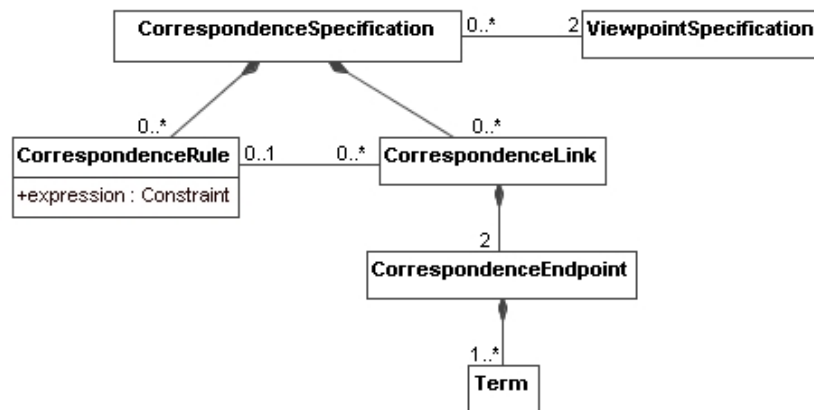 CorrespondenceSpecification 0..* 2 ViewpointSpecification
0..* 0..*
CorrespondenceRule 0..1 0..* CorrespondenceLink
+expression : Constraint
2
CorrespondenceEndpoint
1..*
Term